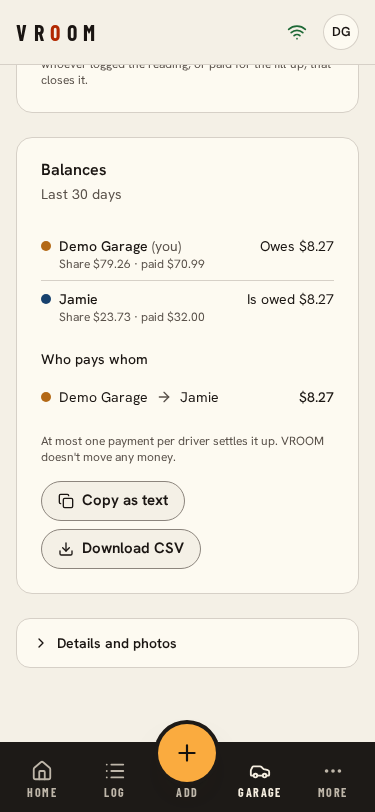 VROOM
DG
whoever logged the reading, or paid for the fill up, that
closes it.
Balances
Last 30 days
Demo Garage (you) Owes $8.27
Share $79.26 · paid $70.99
Jamie Is owed $8.27
Share $23.73 · paid $32.00
Who pays whom
Demo Garage → Jamie $8.27
At most one payment per driver settles it up. VROOM
doesn't move any money.
Copy as text
Download CSV
Details and photos
HOME LOG ADD GARAGE MORE